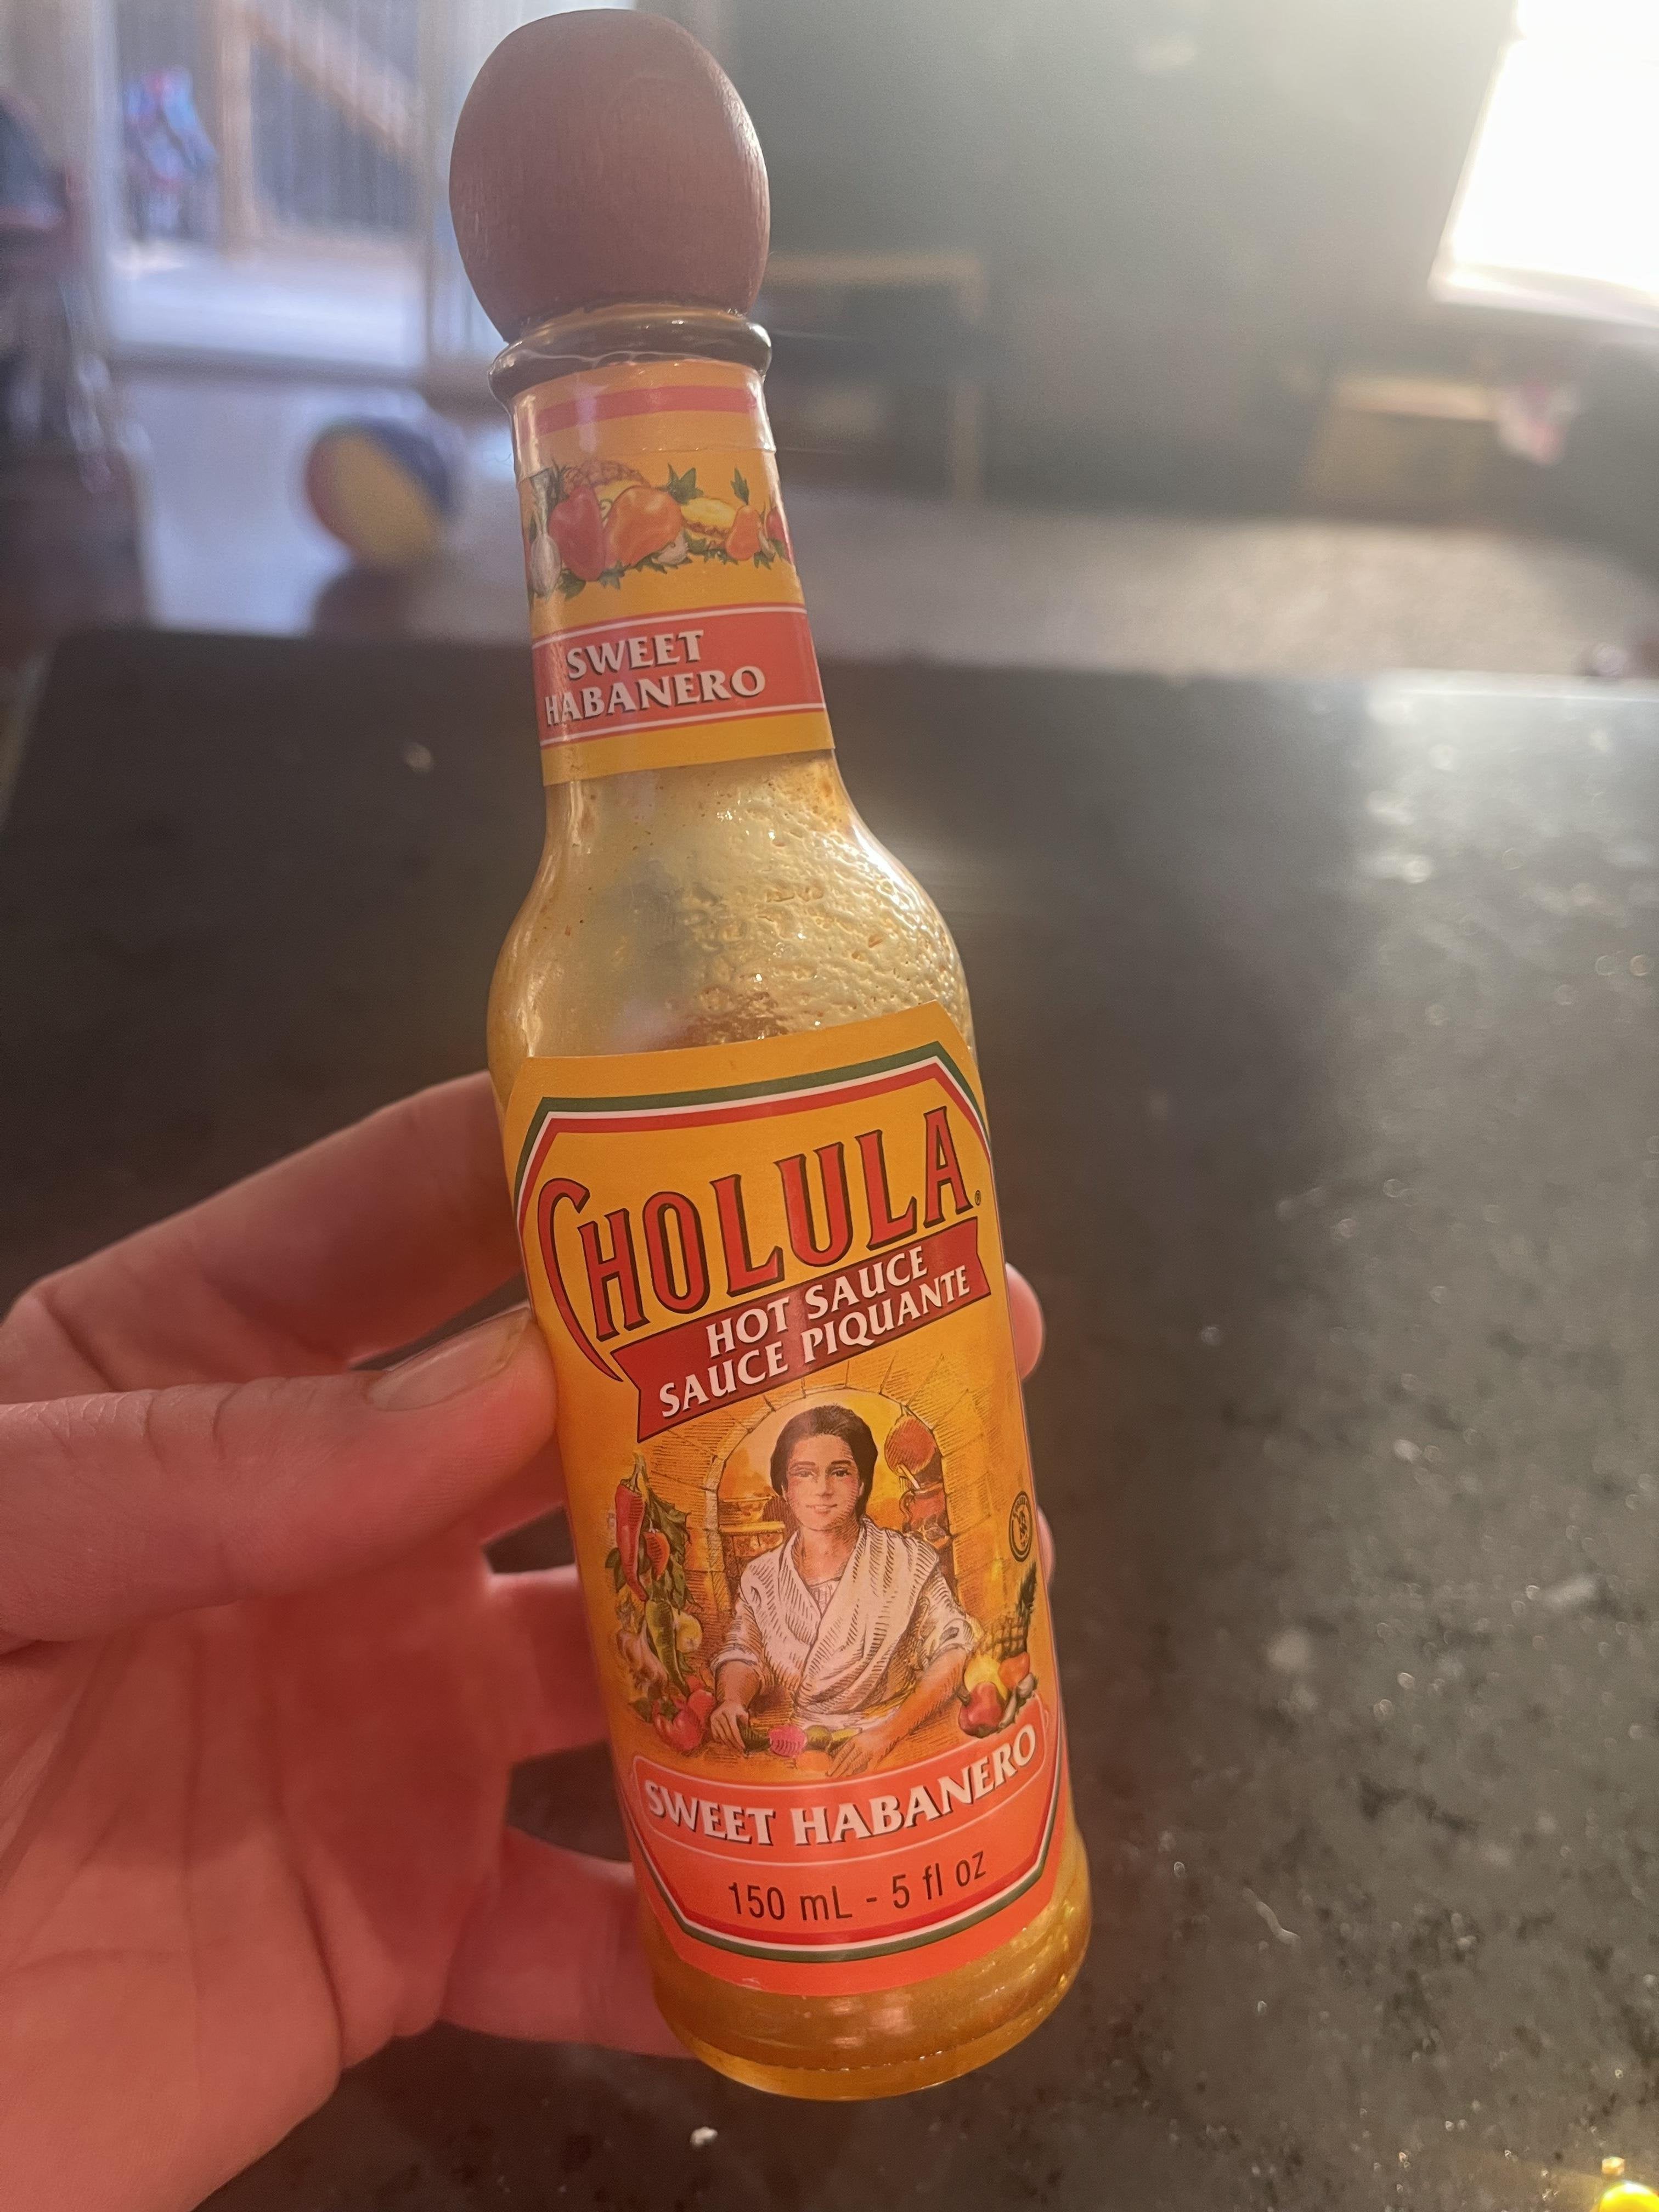 SWEET
HABANERO
CHOLULA®
HOT SAUCE
SAUCE PIQUANTE
SWEET HABANERO
150 mL - 5 fl oz